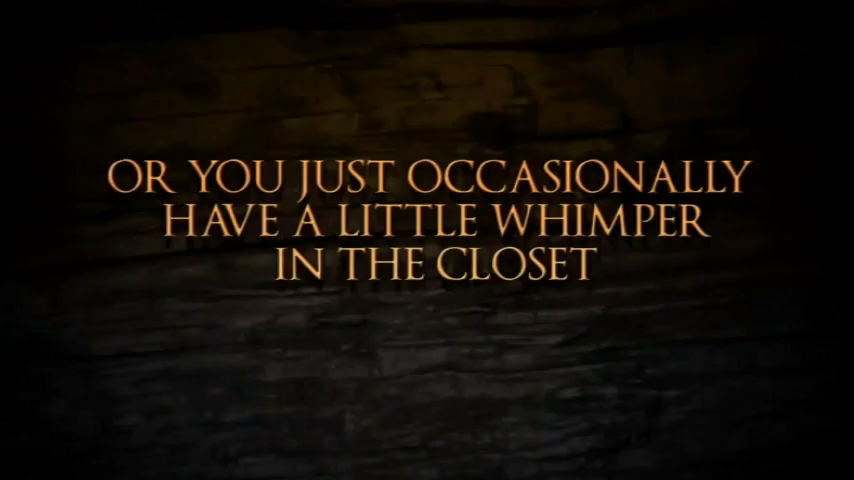 OR YOU JUST OCCASIONALLY
HAVE A LITTLE WHIMPER
IN THE CLOSET